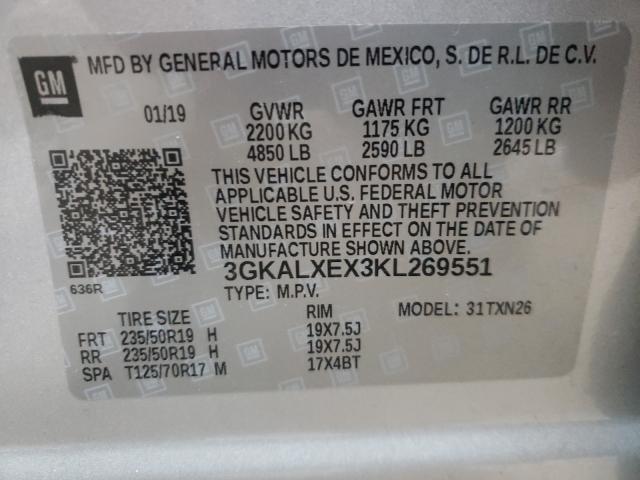 GM
MFD BY GENERAL MOTORS DE MEXICO, S. DE R.L. DE C.V.
01/19 GVWR GAWR FRT GAWR RR
2200 KG 1175 KG 1200 KG
4850 LB 2590 LB 2645 LB
THIS VEHICLE CONFORMS TO ALL
APPLICABLE U.S. FEDERAL MOTOR
VEHICLE SAFETY AND THEFT PREVENTION
STANDARDS IN EFFECT ON THE DATE OF
MANUFACTURE SHOWN ABOVE.
3GKALXEX3KL269551
636R
TYPE: M.P.V. MODEL: 31TXN26
TIRE SIZE RIM
FRT 235/50R19 H 19X7.5J
RR 235/50R19 H 19X7.5J
SPA T125/70R17 M 17X4BT